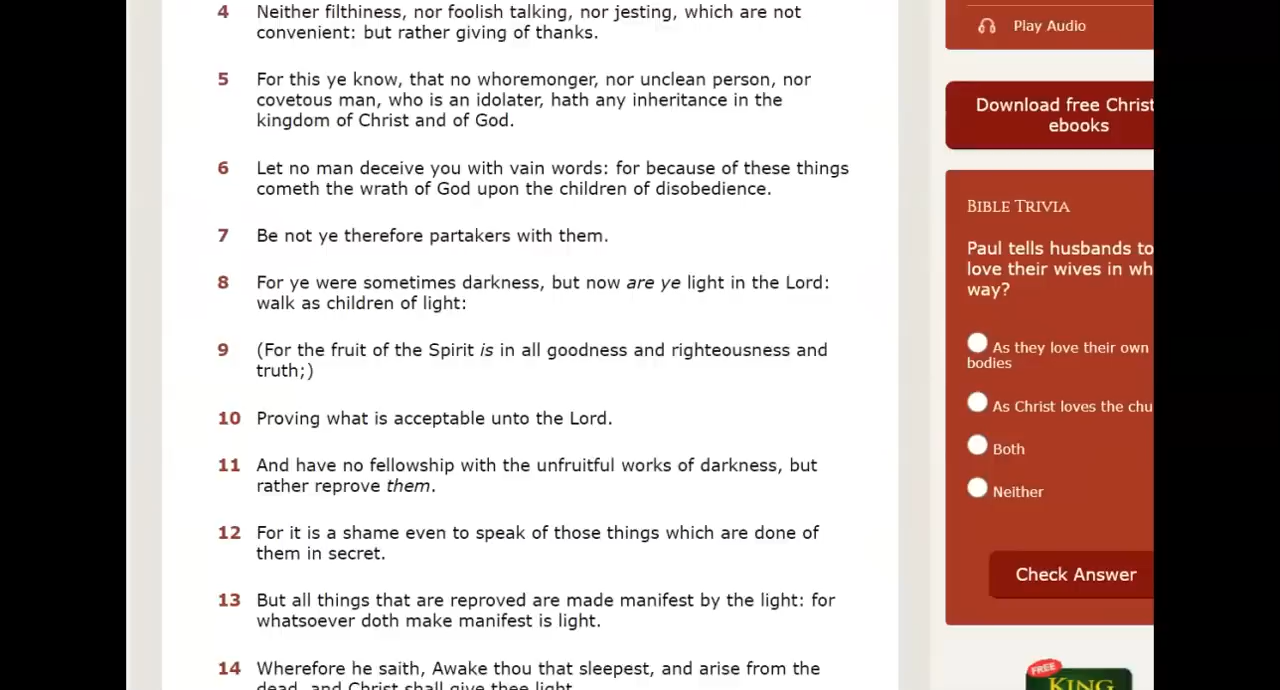 4 Neither filthiness, nor foolish talking, nor jesting, which are not
convenient: but rather giving of thanks.
5 For this ye know, that no whoremonger, nor unclean person, nor
covetous man, who is an idolater, hath any inheritance in the
kingdom of Christ and of God.
6 Let no man deceive you with vain words: for because of these things
cometh the wrath of God upon the children of disobedience.
7 Be not ye therefore partakers with them.
8 For ye were sometimes darkness, but now are ye light in the Lord:
walk as children of light:
9 (For the fruit of the Spirit is in all goodness and righteousness and
truth;)
10 Proving what is acceptable unto the Lord.
11 And have no fellowship with the unfruitful works of darkness, but
rather reprove them.
12 For it is a shame even to speak of those things which are done of
them in secret.
13 But all things that are reproved are made manifest by the light: for
whatsoever doth make manifest is light.
14 Wherefore he saith, Awake thou that sleepest, and arise from the
dead, and Christ shall give thee light.
Play Audio
Download free Christ
ebooks
BIBLE TRIVIA
Paul tells husbands to
love their wives in wh
way?
As they love their own
bodies
As Christ loves the chu
Both
Neither
Check Answer
FREE
KING